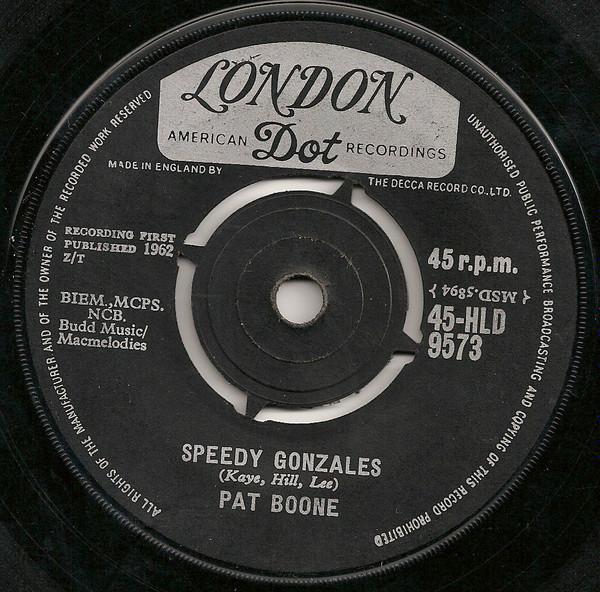 LONDON
AMERICAN Dot RECORDINGS
MADE IN ENGLAND BY
THE DECCA RECORD CO., LTD.
ALL RIGHTS OF THE MANUFACTURER AND OF THE OWNER OF THE RECORDED WORK RESERVED
UNAUTHORISED PUBLIC PERFORMANCE BROADCASTING AND COPYING OF THIS RECORD PROHIBITED
RECORDING FIRST
PUBLISHED 1962
Z/T
BIEM.,MCPS.
NCB.
Budd Music/
Macmelodies
45 r.p.m.
{ MSD.5894 }
45-HLD
9573
SPEEDY GONZALES
(Kaye, Hill, Lee)
PAT BOONE